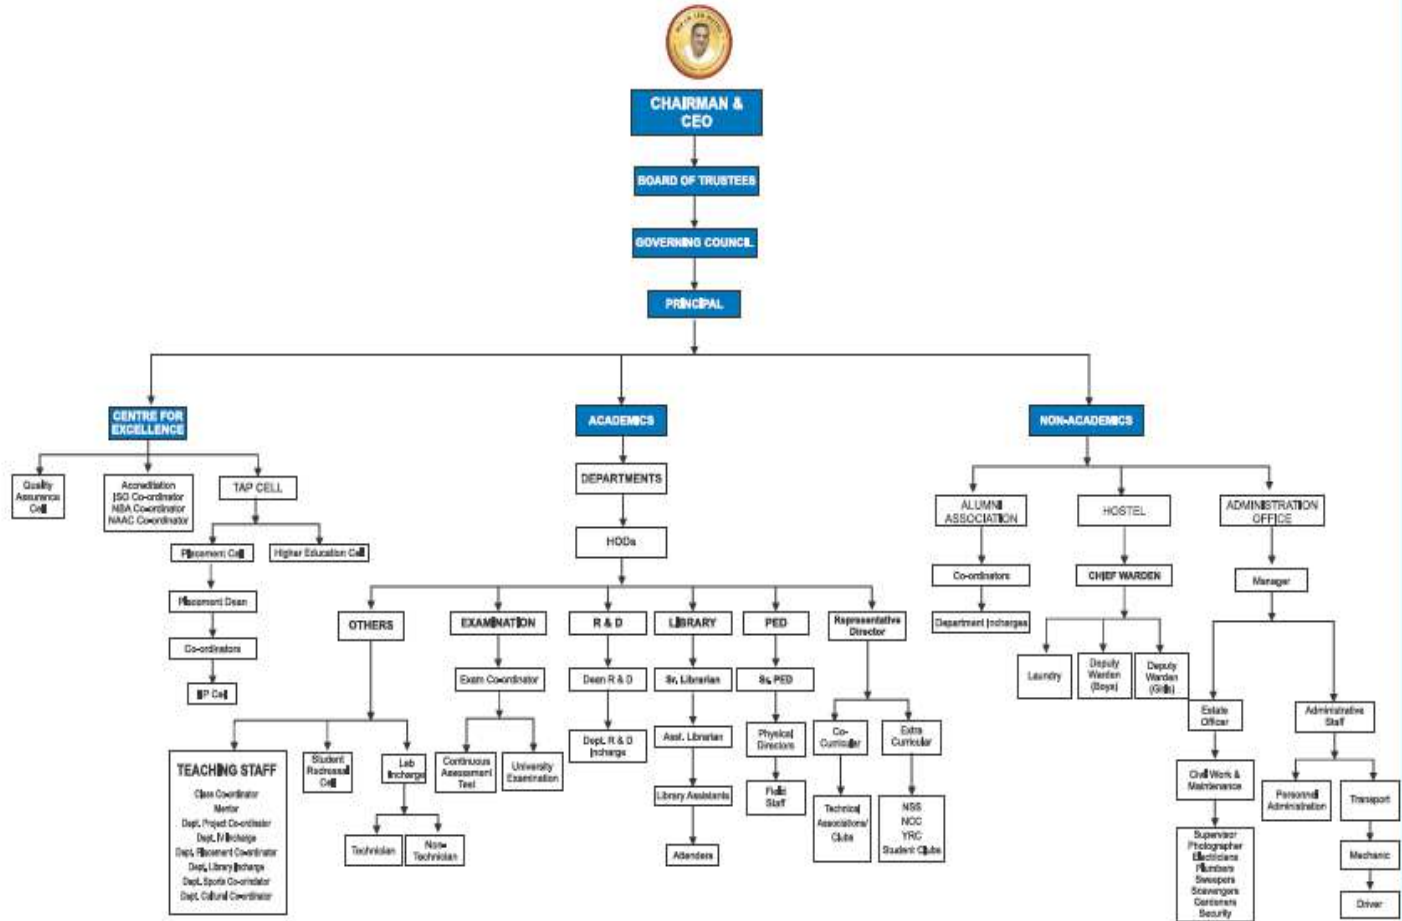 CHAIRMAN &
CEO
BOARD OF TRUSTEES
GOVERNING COUNCIL
PRINCIPAL
CENTRE FOR
EXCELLENCE
ACADEMICS
NON-ACADEMICS
Quality
Assurance
Cell
Accreditation
ISO Co-ordinator
NBA Co-ordinator
NAAC Co-ordinator
TAP CELL
Placement Cell
Higher Education Cell
Placement Dean
Co-ordinators
IIP Cell
DEPARTMENTS
HODs
OTHERS
EXAMINATION
R & D
LIBRARY
PED
Representative
Director
Exam Co-ordinator
Dean R & D
Sr. Librarian
Sr. PED
TEACHING STAFF
Class Co-ordinator
Mentor
Dept. Project Co-ordinator
Dept. IV Incharge
Dept. Placement Co-ordinator
Dept. Library Incharge
Dept. Sports Co-orindator
Dept. Cultural Co-ordinator
Student
Redressal
Cell
Lab
Incharge
Technician
Non-
Technician
Continuous
Assessment
Test
University
Examination
Dept. R & D
Incharge
Asst. Librarian
Library Assistants
Attenders
Physical
Directors
Field
Staff
Co-
Curricular
Extra
Curricular
Technical
Associations/
Clubs
NSS
NCC
YRC
Student Clubs
ALUMNI
ASSOCIATION
HOSTEL
ADMINISTRATION
OFFICE
Co-ordinators
CHIEF WARDEN
Manager
Department Incharges
Laundry
Deputy
Warden
(Boys)
Deputy
Warden
(Girls)
Estate
Officer
Administrative
Staff
Civil Work &
Maintenance
Personnel
Administration
Transport
Supervisor
Photographer
Electricians
Plumbers
Sweepers
Scavengers
Gardeners
Security
Mechanic
Driver